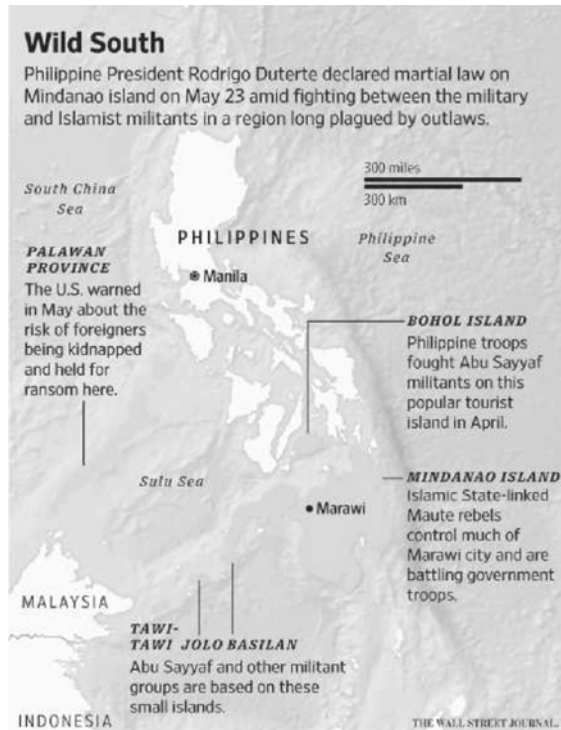 Wild South
Philippine President Rodrigo Duterte declared martial law on
Mindanao island on May 23 amid fighting between the military
and Islamist militants in a region long plagued by outlaws.
300 miles
300 km
South China
Sea
PHILIPPINES
Philippine
Sea
Manila
PALAWAN
PROVINCE
The U.S. warned
in May about the
risk of foreigners
being kidnapped
and held for
ransom here.
BOHOL ISLAND
Philippine troops
fought Abu Sayyaf
militants on this
popular tourist
island in April.
Sulu Sea
Marawi
MINDANAO ISLAND
Islamic State-linked
Maute rebels
control much of
Marawi city and are
battling government
troops.
MALAYSIA
TAWI-
TAWI JOLO BASILAN
Abu Sayyaf and other militant
groups are based on these
small islands.
INDONESIA
THE WALL STREET JOURNAL.